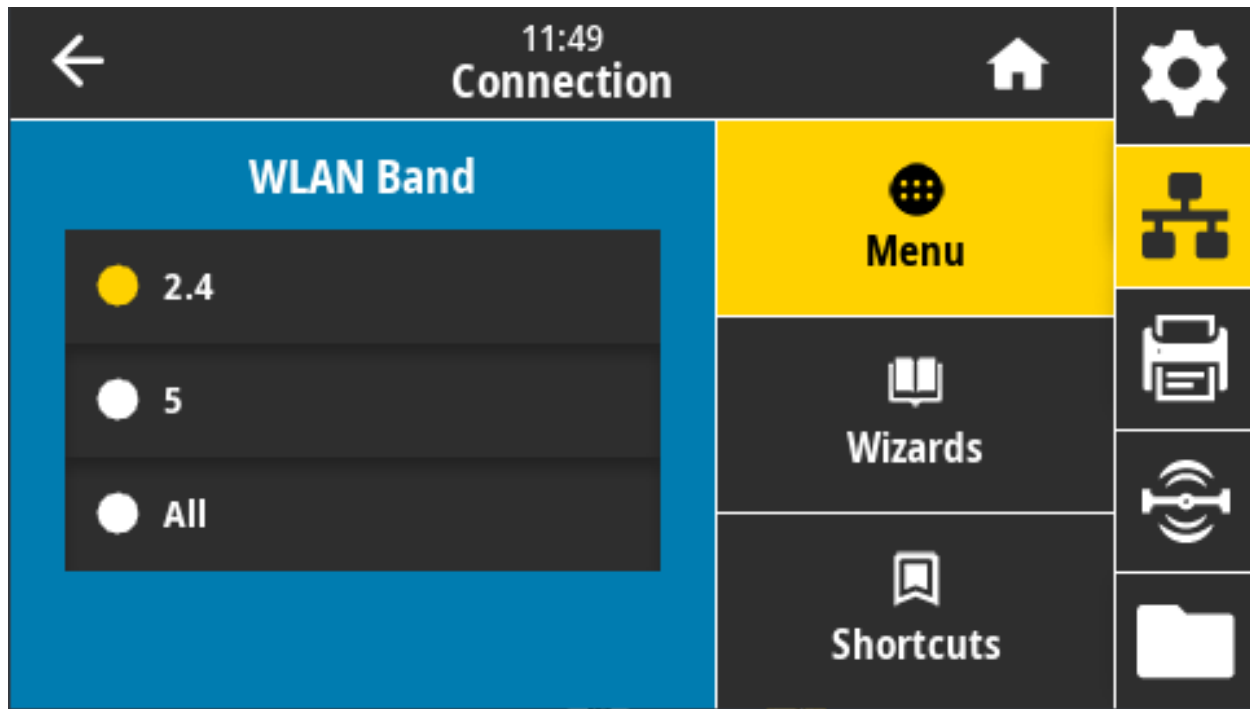 11:49
Connection
WLAN Band
2.4
5
All
Menu
Wizards
Shortcuts